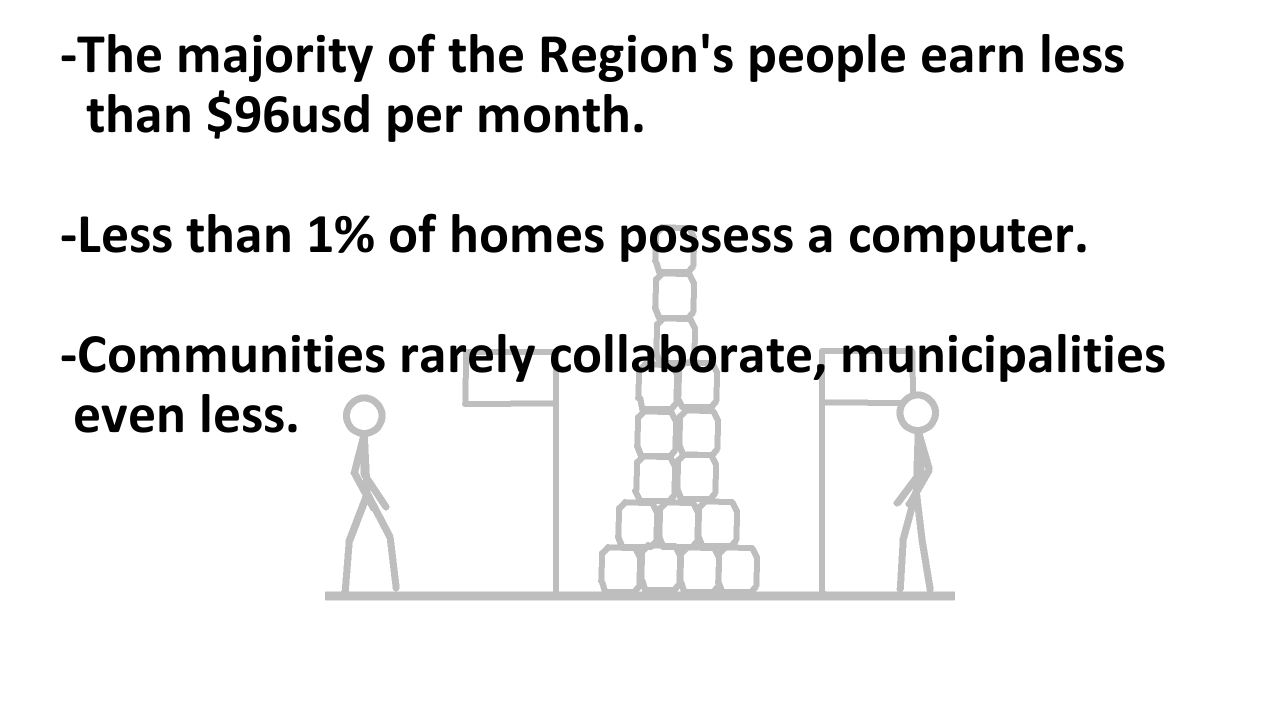 -The majority of the Region's people earn less
than $96usd per month.
-Less than 1% of homes possess a computer.
-Communities rarely collaborate, municipalities
even less.